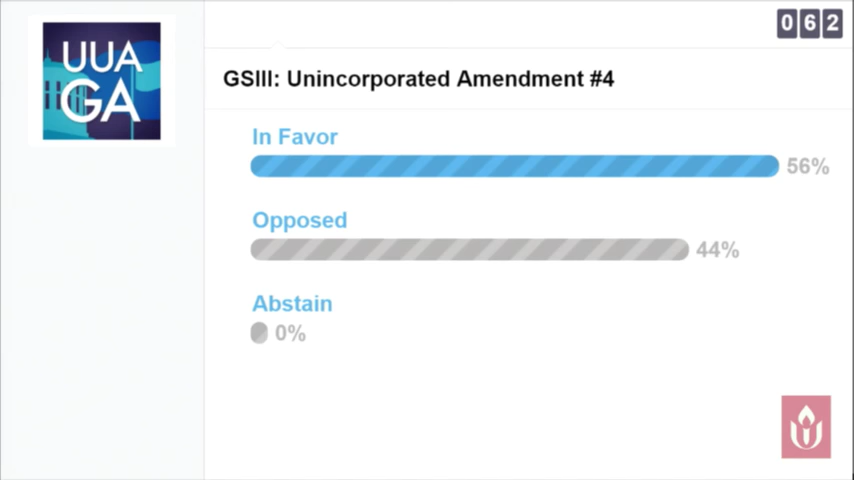 062
UUA
GA
GSIII: Unincorporated Amendment #4
In Favor
56%
Opposed
44%
Abstain
0%